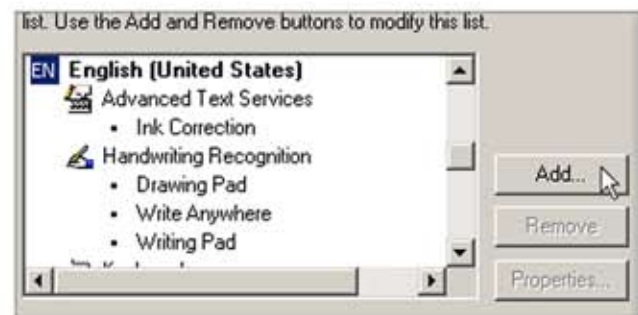 list. Use the Add and Remove buttons to modify this list.
EN English (United States)
Advanced Text Services
• Ink Correction
Handwriting Recognition
• Drawing Pad
• Write Anywhere
• Writing Pad
Add...
Remove
Properties...